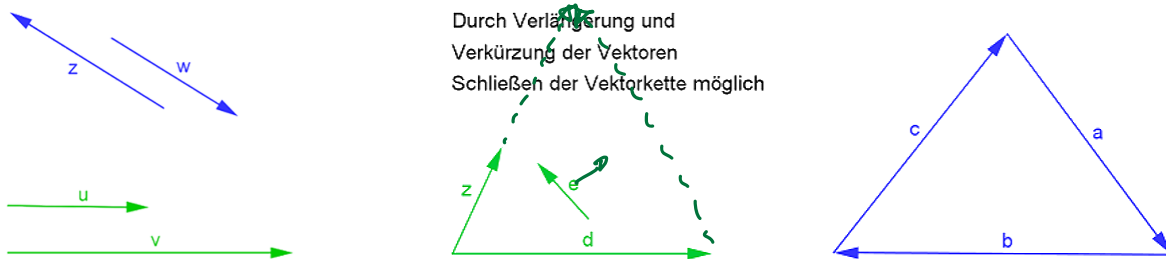 Durch Verlängerung und
Verkürzung der Vektoren
Schließen der Vektorkette möglich
z
w
u
v
z
e
d
c
a
b